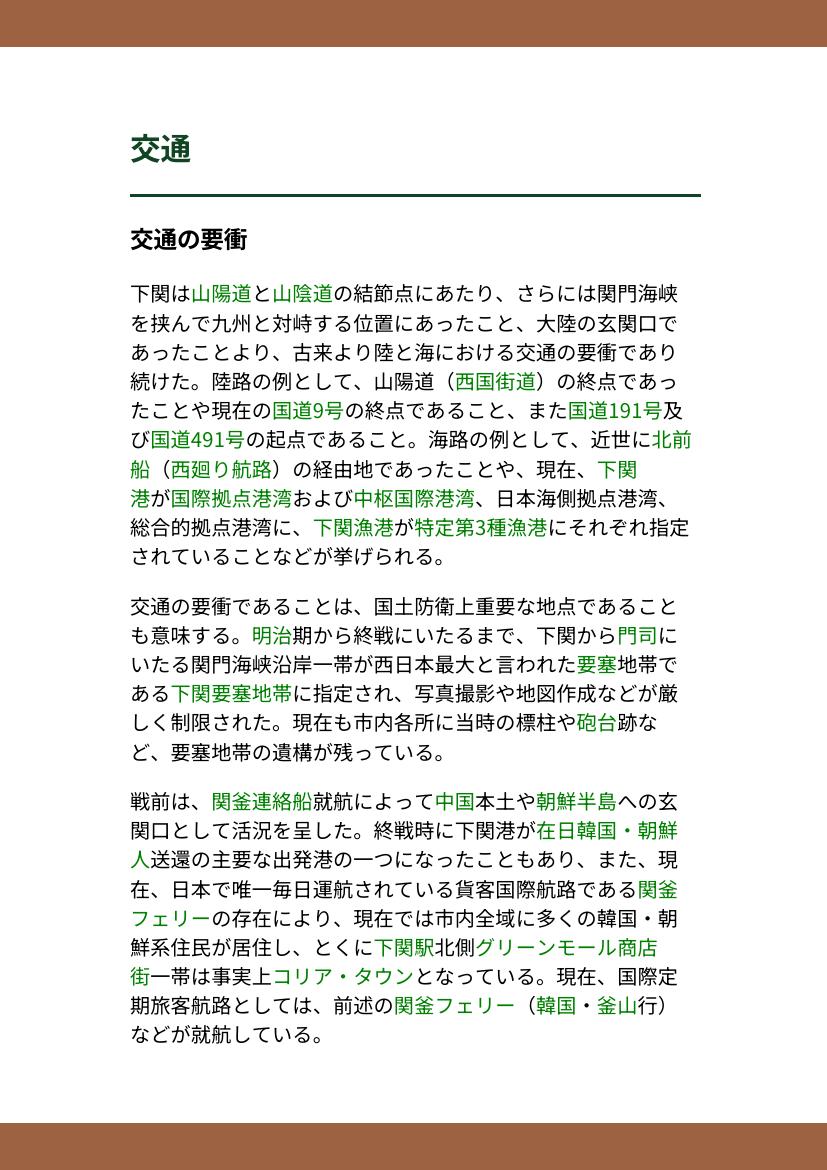 交通
交通の要衝
下関は山陽道と山陰道の結節点にあたり、さらには関門海峡
を挟んで九州と対峙する位置にあったこと、大陸の玄関口で
あったことより、古来より陸と海における交通の要衝であり
続けた。陸路の例として、山陽道（西国街道）の終点であっ
たことや現在の国道9号の終点であること、また国道191号及
び国道491号の起点であること。海路の例として、近世に北前
船（西廻り航路）の経由地であったことや、現在、下関
港が国際拠点港湾および中枢国際港湾、日本海側拠点港湾、
総合的拠点港湾に、下関漁港が特定第3種漁港にそれぞれ指定
されていることなどが挙げられる。
交通の要衝であることは、国土防衛上重要な地点であること
も意味する。明治期から終戦にいたるまで、下関から門司に
いたる関門海峡沿岸一帯が西日本最大と言われた要塞地帯で
ある下関要塞地帯に指定され、写真撮影や地図作成などが厳
しく制限された。現在も市内各所に当時の標柱や砲台跡な
ど、要塞地帯の遺構が残っている。
戦前は、関釜連絡船就航によって中国本土や朝鮮半島への玄
関口として活況を呈した。終戦時に下関港が在日韓国・朝鮮
人送還の主要な出発港の一つになったこともあり、また、現
在、日本で唯一毎日運航されている貨客国際航路である関釜
フェリーの存在により、現在では市内全域に多くの韓国・朝
鮮系住民が居住し、とくに下関駅北側グリーンモール商店
街一帯は事実上コリア・タウンとなっている。現在、国際定
期旅客航路としては、前述の関釜フェリー（韓国・釜山行）
などが就航している。